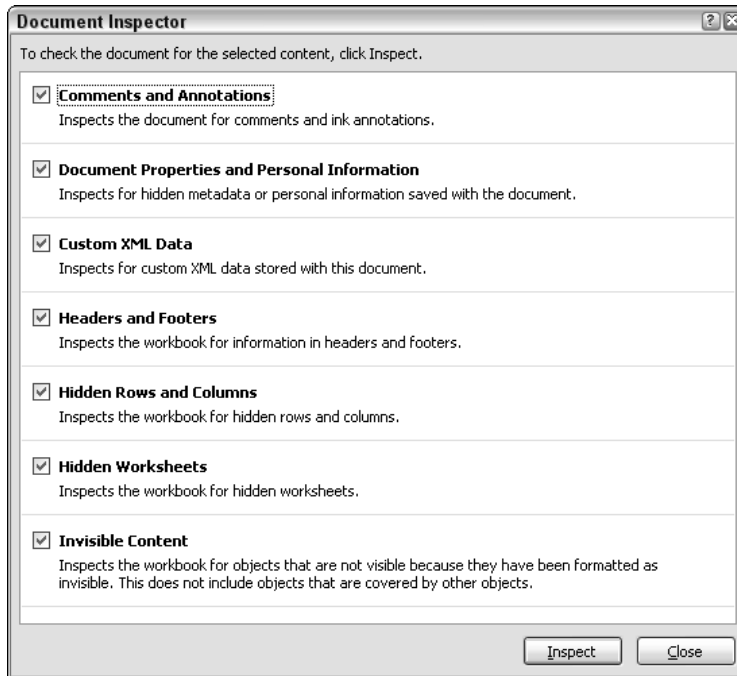 Document Inspector
To check the document for the selected content, click Inspect.
Comments and Annotations
Inspects the document for comments and ink annotations.
Document Properties and Personal Information
Inspects for hidden metadata or personal information saved with the document.
Custom XML Data
Inspects for custom XML data stored with this document.
Headers and Footers
Inspects the workbook for information in headers and footers.
Hidden Rows and Columns
Inspects the workbook for hidden rows and columns.
Hidden Worksheets
Inspects the workbook for hidden worksheets.
Invisible Content
Inspects the workbook for objects that are not visible because they have been formatted as
invisible. This does not include objects that are covered by other objects.
Inspect Close